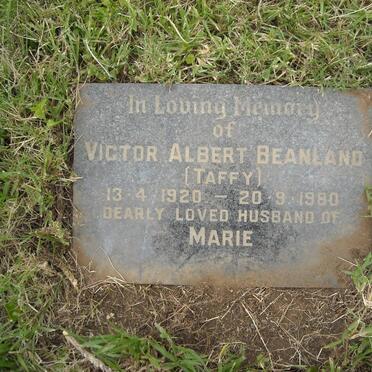 In Loving Memory
of
VICTOR ALBERT BEANLAND
(TAFFY)
13·4·1920 – 20·9·1980
DEARLY LOVED HUSBAND OF
MARIE